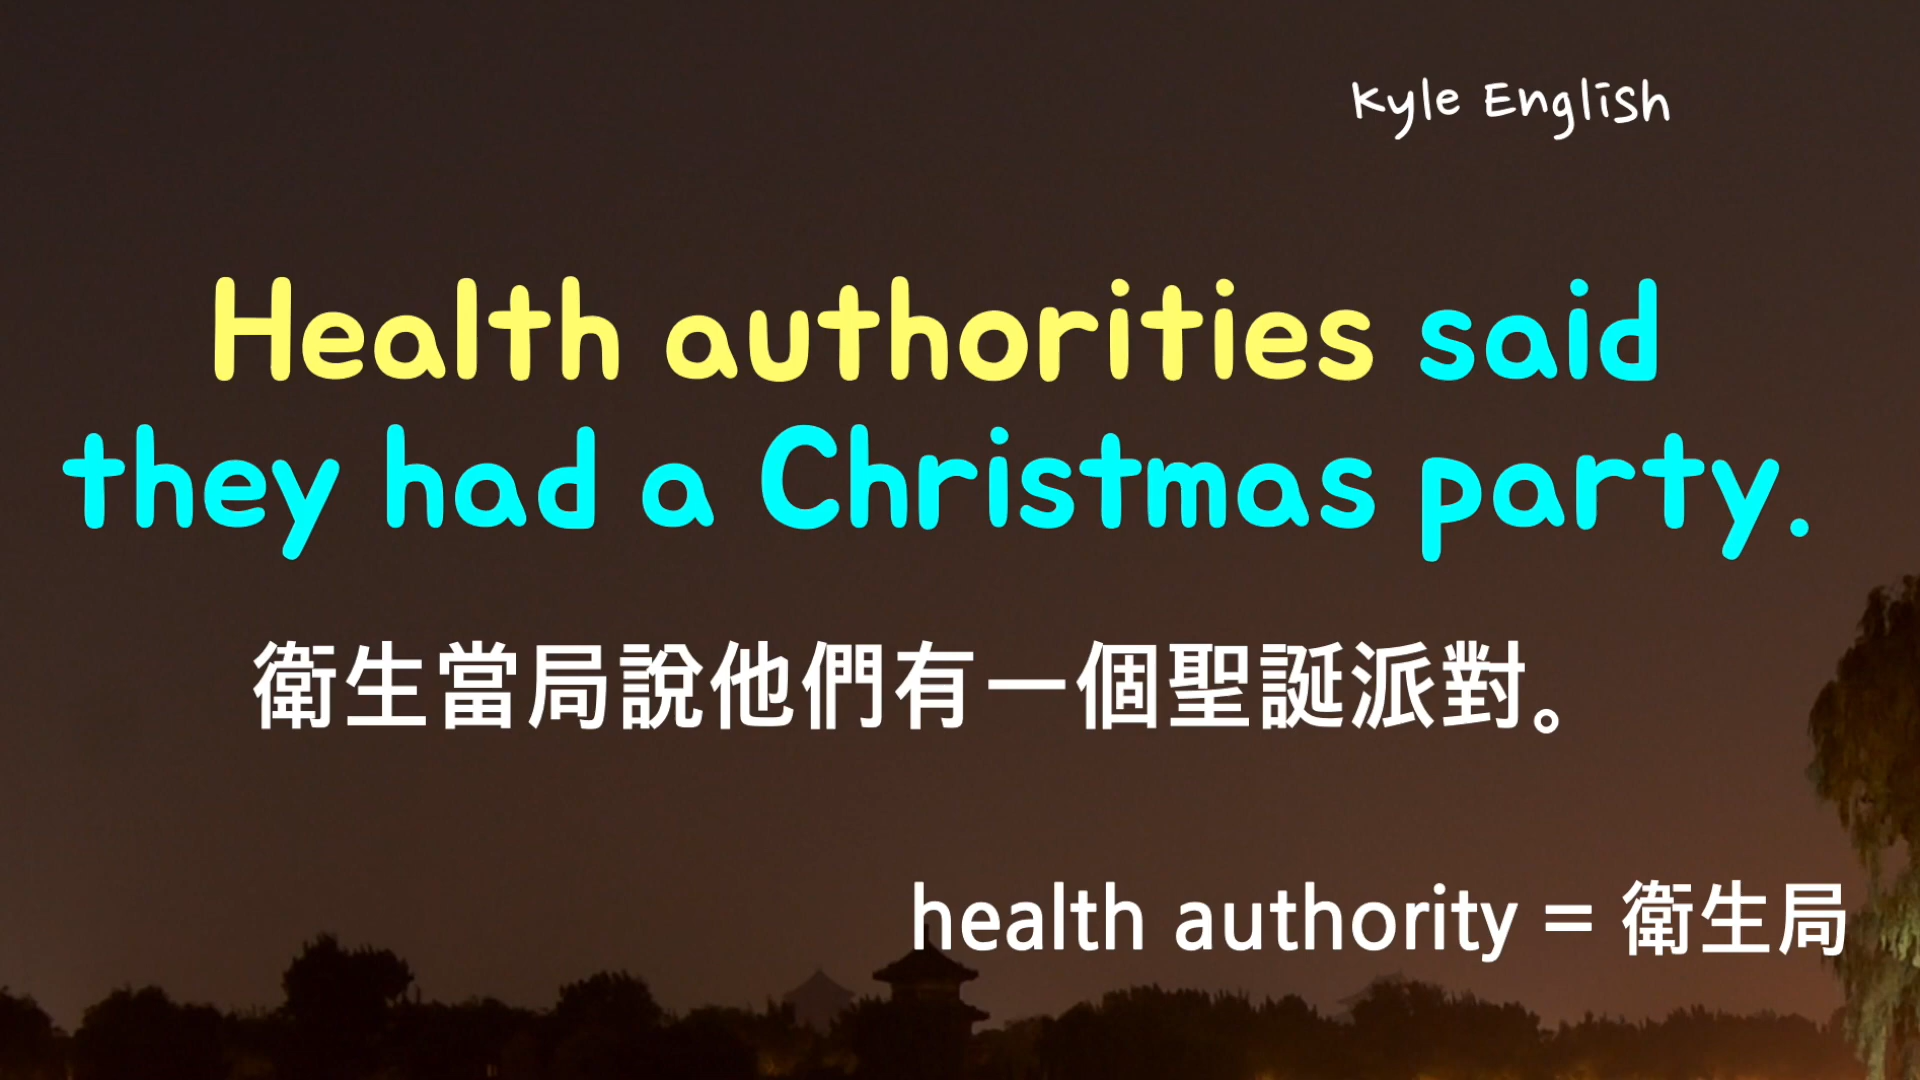 Kyle English
Health authorities said
they had a Christmas party.
衛生當局說他們有一個聖誕派對。
health authority = 衛生局